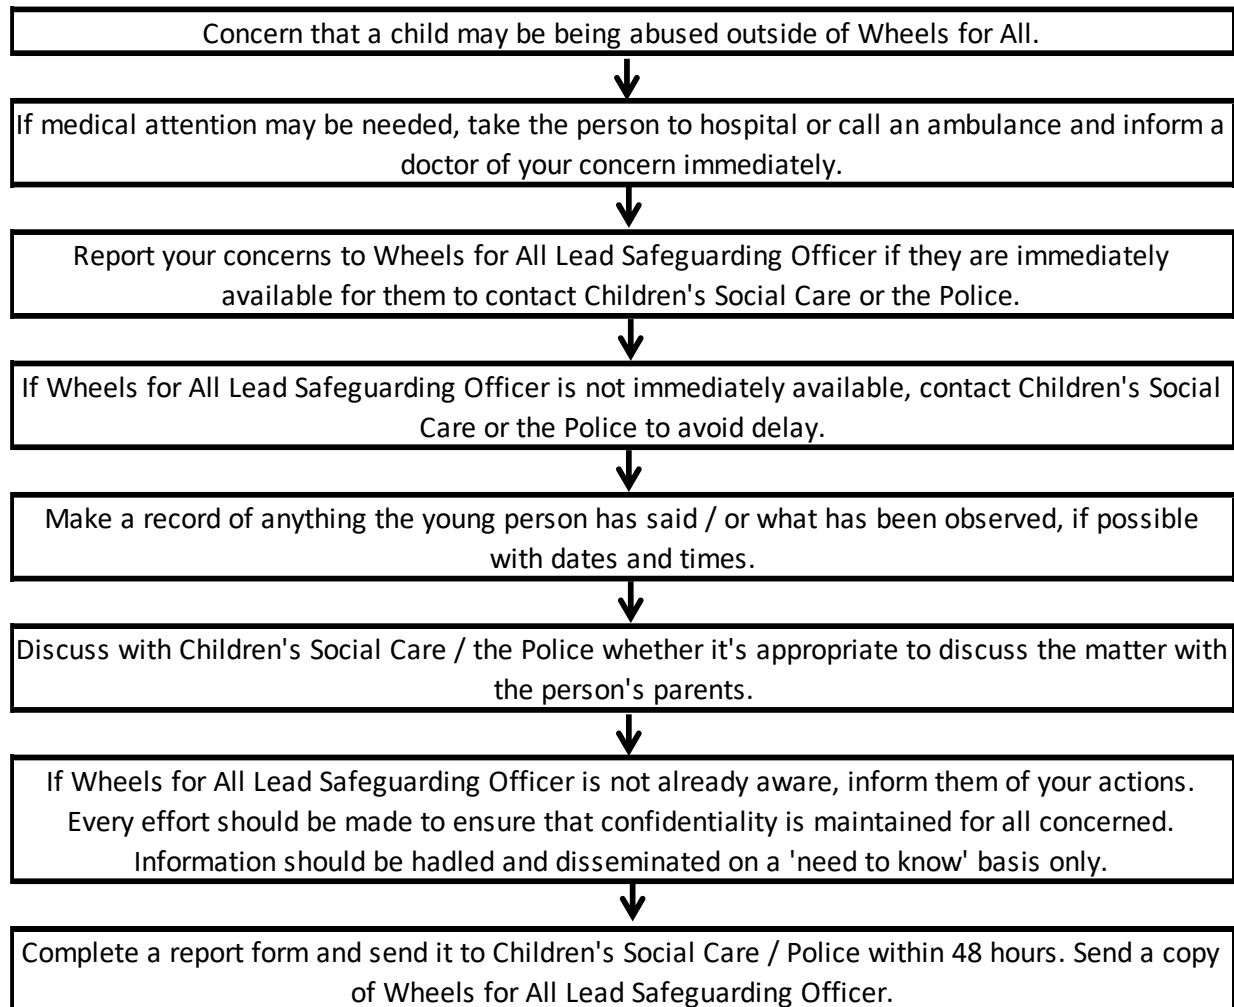 Concern that a child may be being abused outside of Wheels for All.
If medical attention may be needed, take the person to hospital or call an ambulance and inform a
doctor of your concern immediately.
Report your concerns to Wheels for All Lead Safeguarding Officer if they are immediately
available for them to contact Children's Social Care or the Police.
If Wheels for All Lead Safeguarding Officer is not immediately available, contact Children's Social
Care or the Police to avoid delay.
Make a record of anything the young person has said / or what has been observed, if possible
with dates and times.
Discuss with Children's Social Care / the Police whether it's appropriate to discuss the matter with
the person's parents.
If Wheels for All Lead Safeguarding Officer is not already aware, inform them of your actions.
Every effort should be made to ensure that confidentiality is maintained for all concerned.
Information should be hadled and disseminated on a 'need to know' basis only.
Complete a report form and send it to Children's Social Care / Police within 48 hours. Send a copy
of Wheels for All Lead Safeguarding Officer.